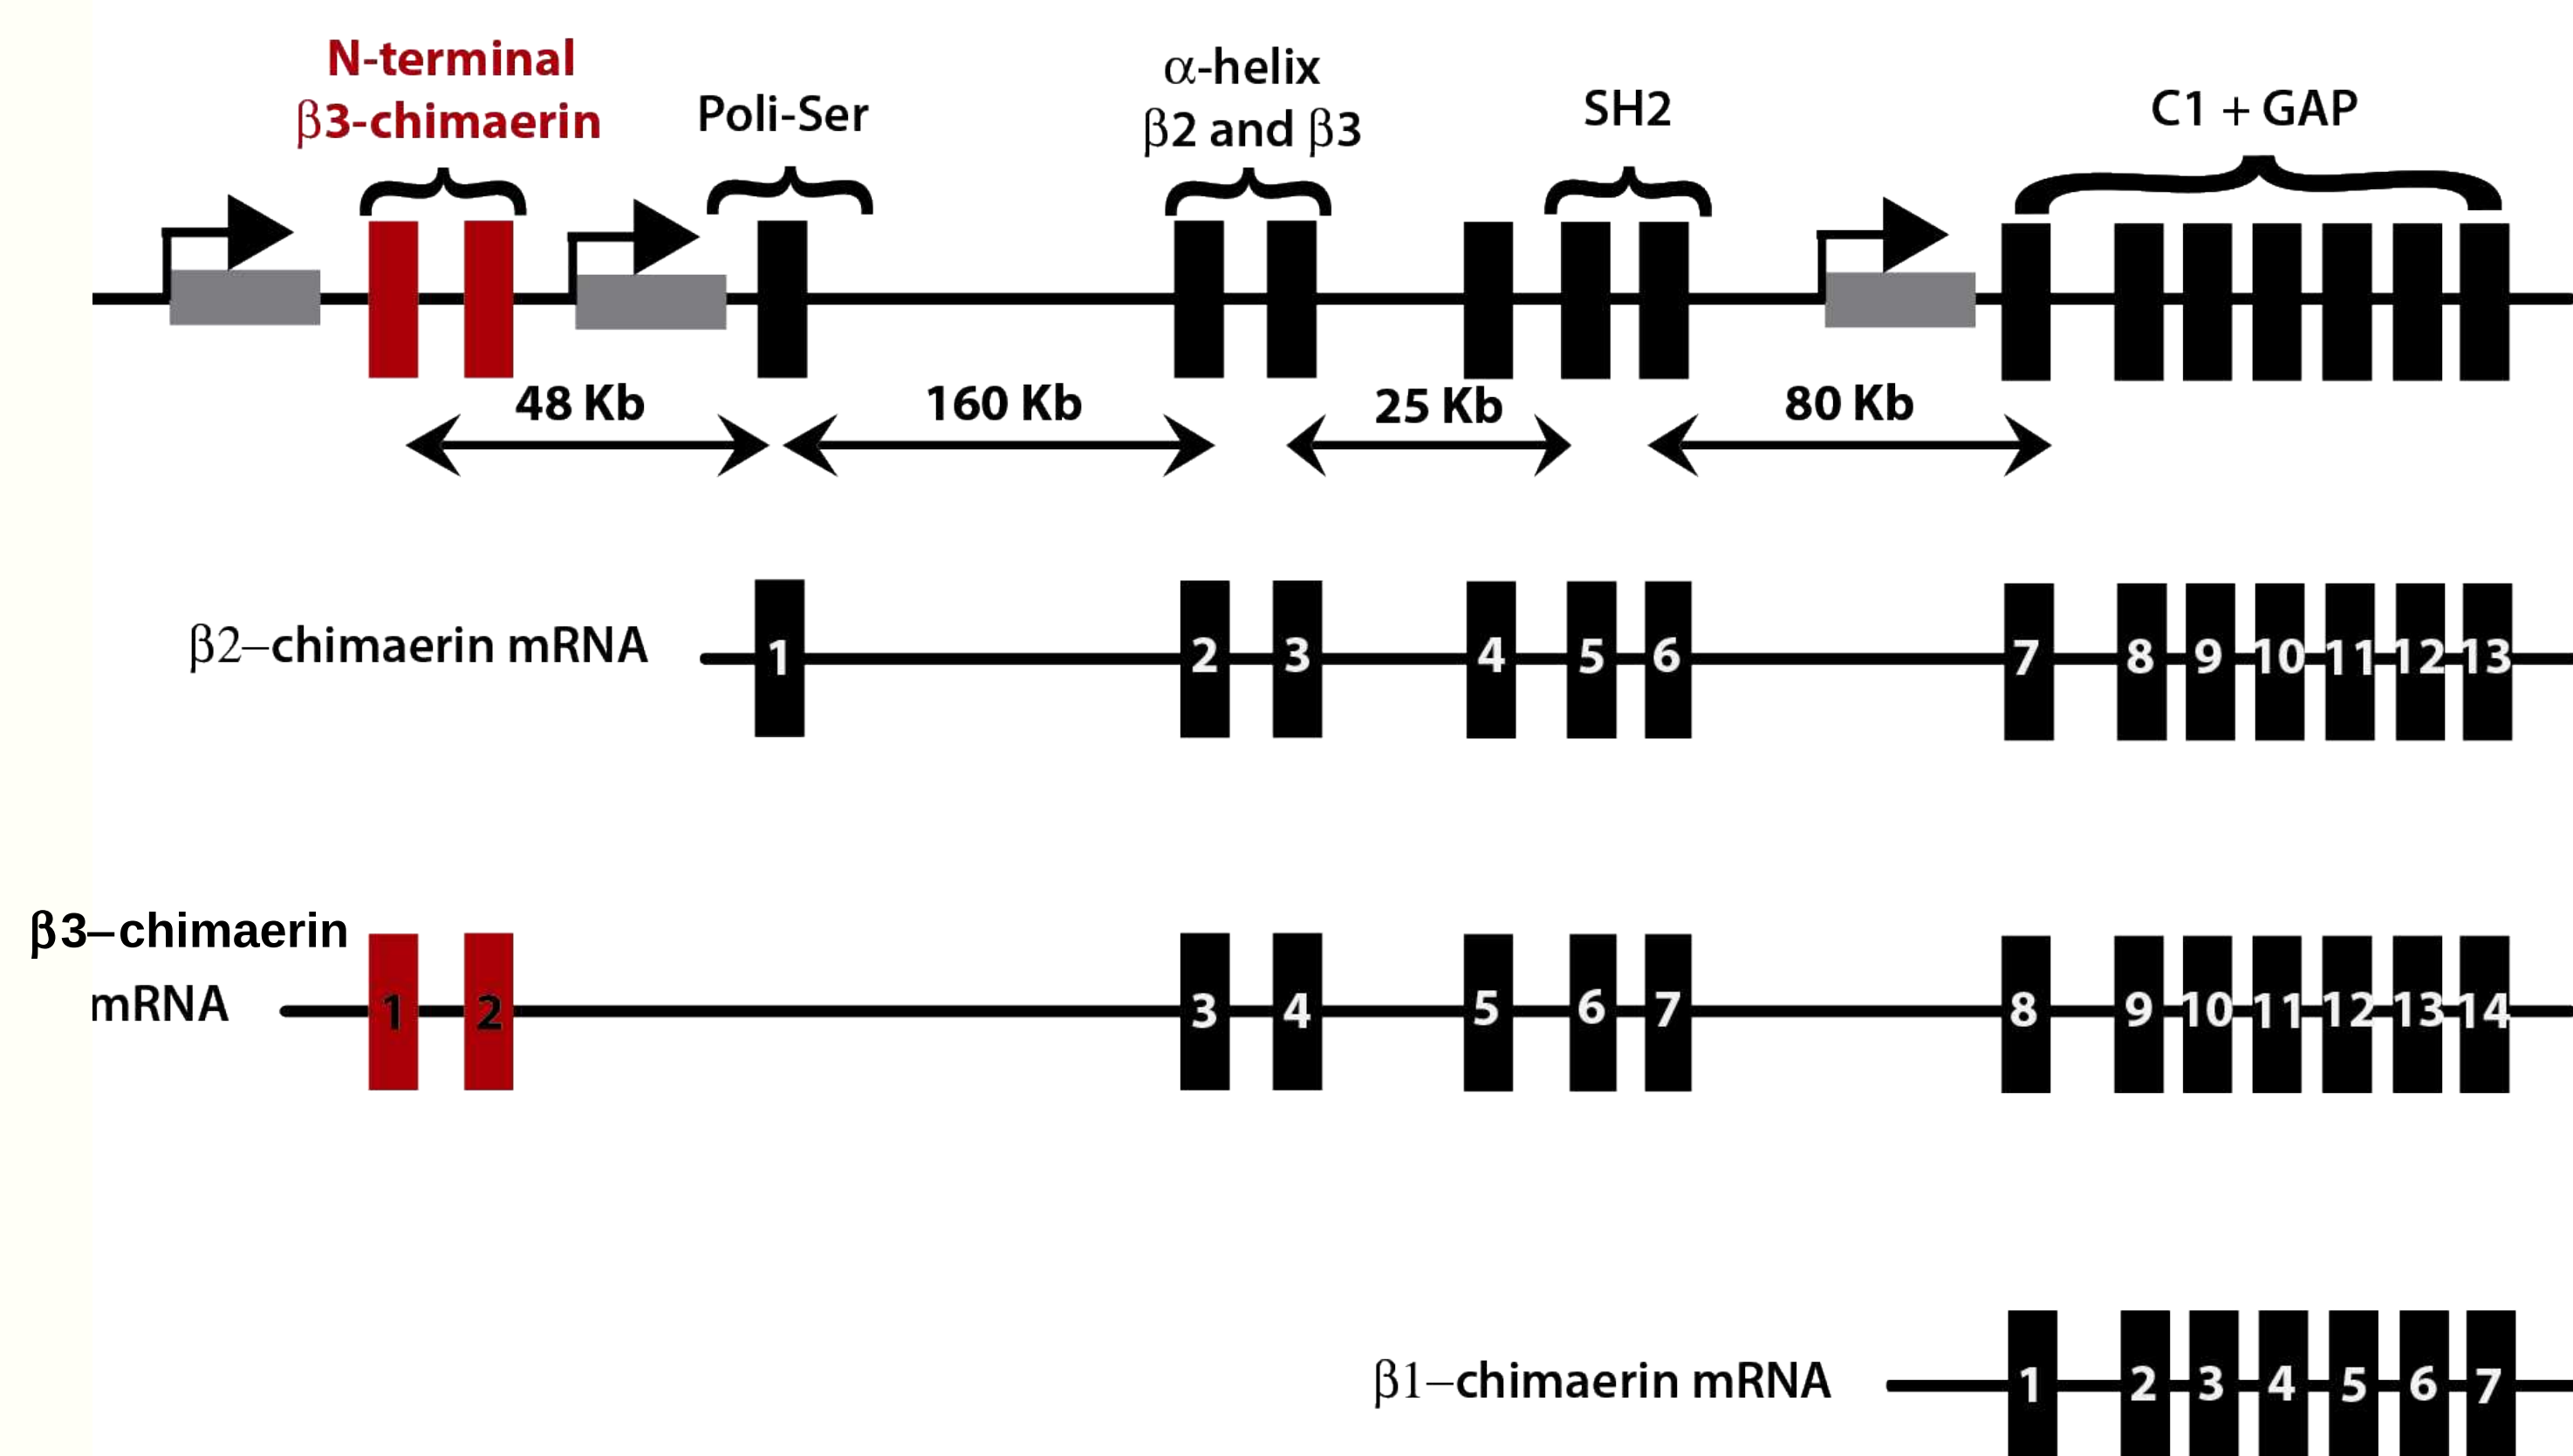 N-terminal
β3-chimaerin
Poli-Ser
α-helix
β2 and β3
SH2
C1 + GAP
48 Kb
160 Kb
25 Kb
80 Kb
β2–chimaerin mRNA
1 2 3 4 5 6 7 8 9 10 11 12 13
β3–chimaerin
mRNA
1 2 3 4 5 6 7 8 9 10 11 12 13 14
β1–chimaerin mRNA
1 2 3 4 5 6 7